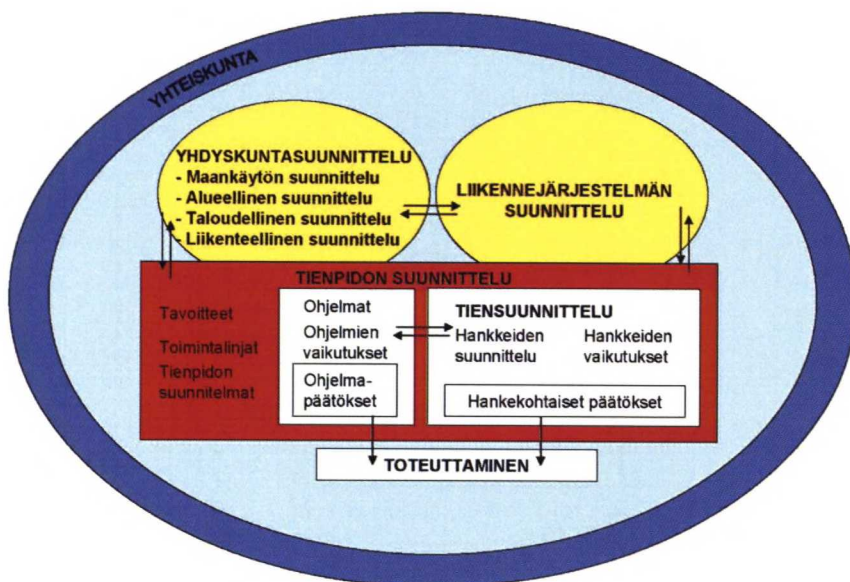 YHTEISKUNTA
YHDYSKUNTASUUNNITTELU
- Maankäytön suunnittelu
- Alueellinen suunnittelu
- Taloudellinen suunnittelu
- Liikenteellinen suunnittelu
LIIKENNEJÄRJESTELMÄN
SUUNNITTELU
TIENPIDON SUUNNITTELU
Tavoitteet
Toimintalinjat
Tienpidon
suunnitelmat
Ohjelmat
Ohjelmien
vaikutukset
Ohjelma-
päätökset
TIENSUUNNITTELU
Hankkeiden
suunnittelu
Hankkeiden
vaikutukset
Hankekohtaiset päätökset
TOTEUTTAMINEN